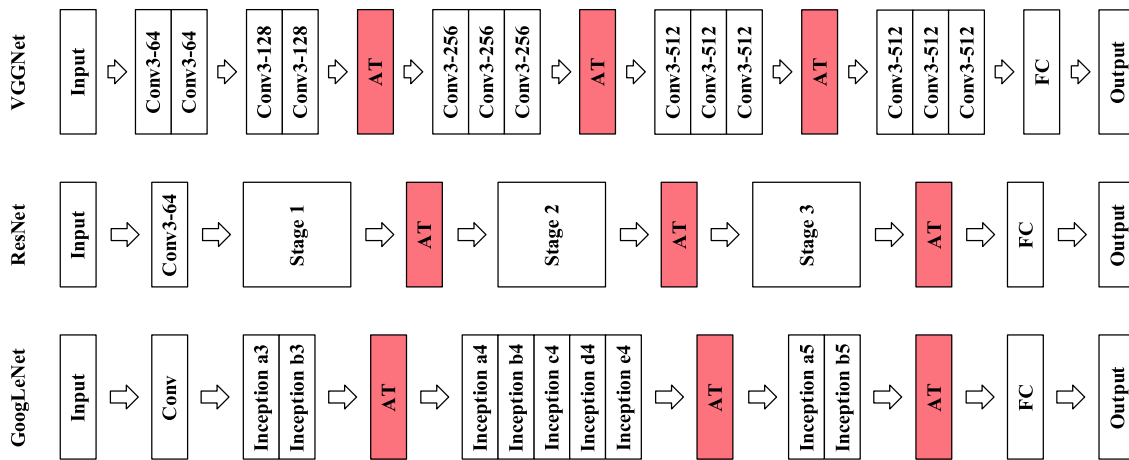 VGGNet
Input
Conv3-64
Conv3-64
Conv3-128
Conv3-128
AT
Conv3-256
Conv3-256
Conv3-256
AT
Conv3-512
Conv3-512
Conv3-512
AT
Conv3-512
Conv3-512
Conv3-512
FC
Output
ResNet
Input
Conv3-64
Stage 1
AT
Stage 2
AT
Stage 3
AT
FC
Output
GoogLeNet
Input
Conv
Inception a3
Inception b3
AT
Inception a4
Inception b4
Inception c4
Inception d4
Inception e4
AT
Inception a5
Inception b5
AT
FC
Output